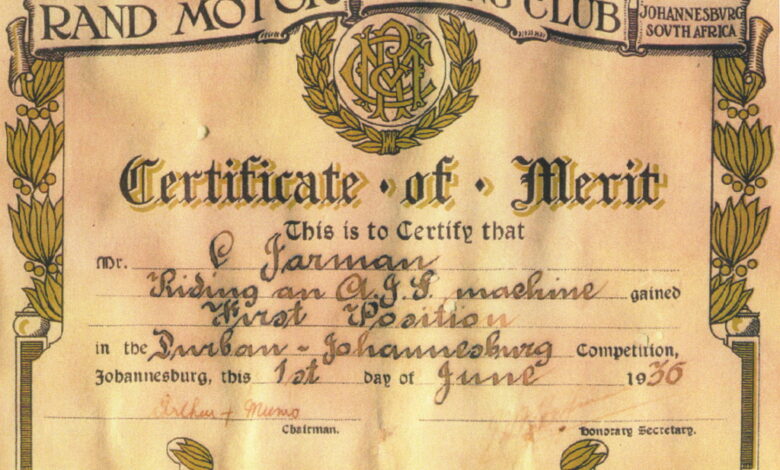 RAND MOTOR CLUB
JOHANNESBURG
SOUTH AFRICA
Certificate · of · Merit
This is to Certify that
Mr. C Jarman
Riding an A.J.S. machine gained
First Position
in the Durban - Johannesburg Competition,
Johannesburg, this 1st day of June 1936
Chairman.
Honorary Secretary.